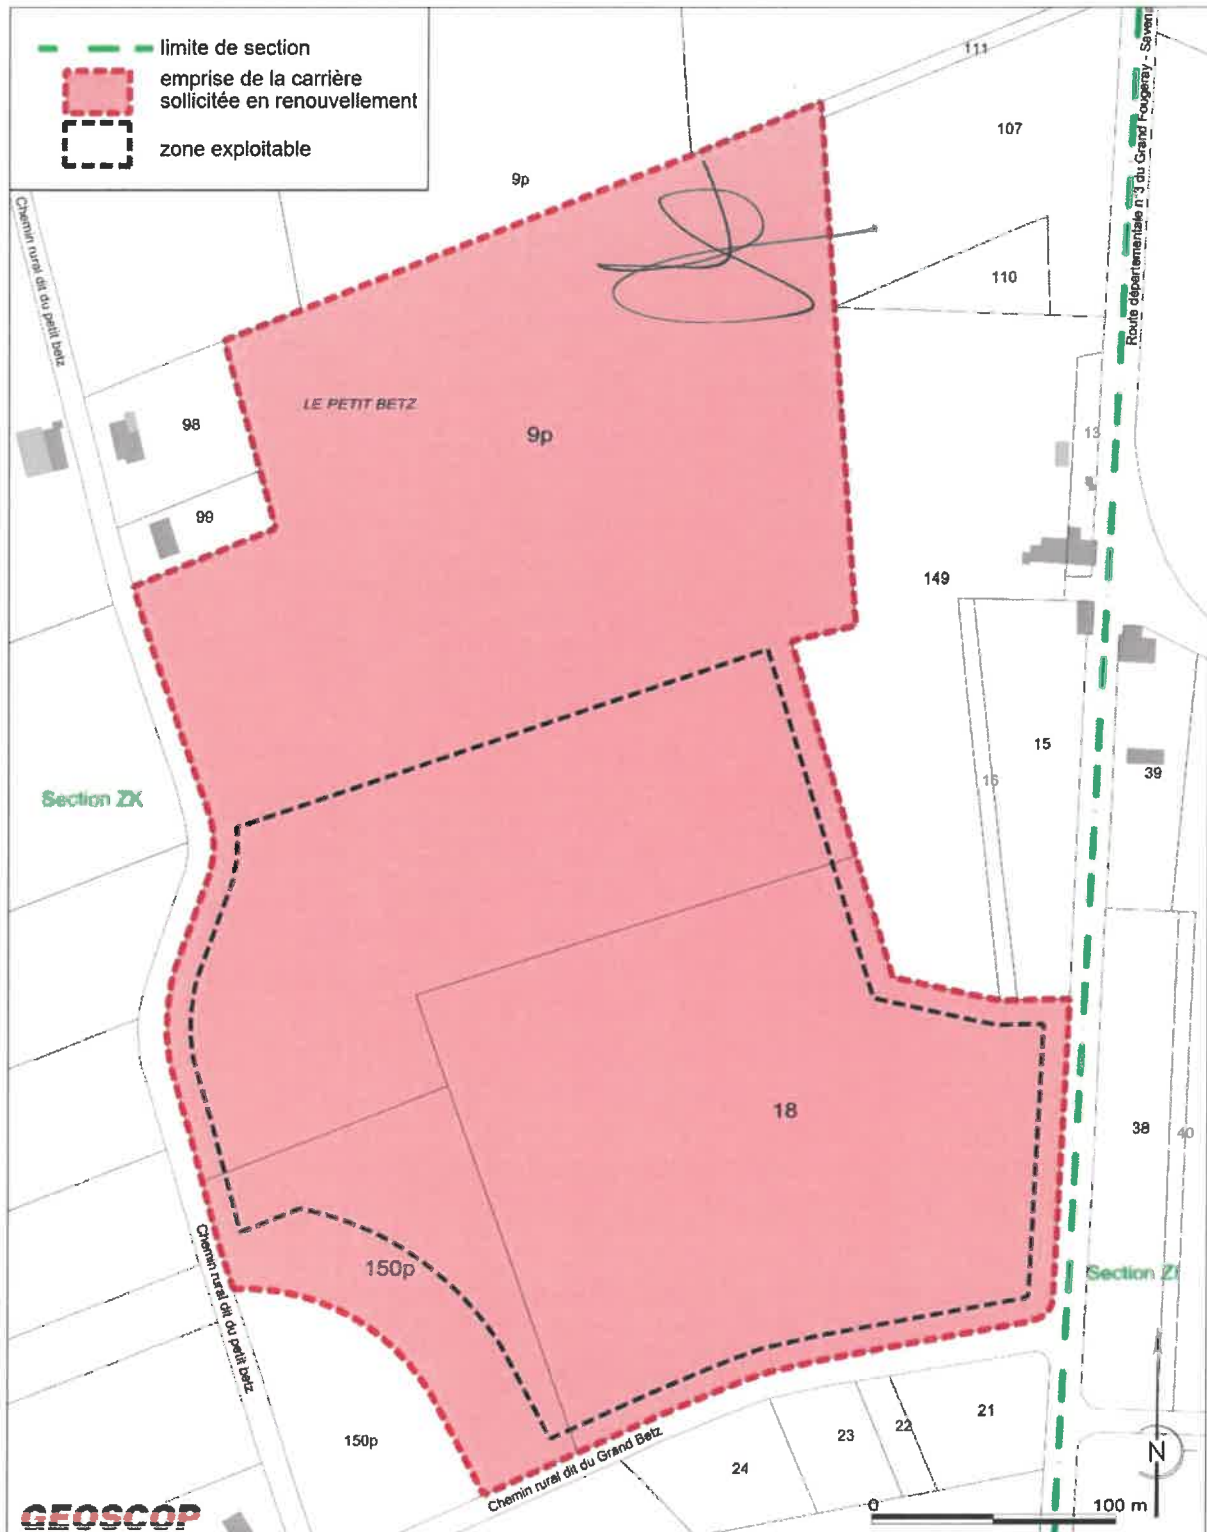 limite de section
emprise de la carrière
sollicitée en renouvellement
zone exploitable
111
107
9p
110
Route départementale n°3 du Grand Fougeray - Savena
Chemin rural dit du petit betz
LE PETIT BETZ
98
9p
13
99
149
15
16
39
Section ZX
18
38
40
150p
Section ZI
Chemin rural dit du petit betz
150p
21
22
23
24
Chemin rural dit du Grand Betz
N
0 100 m
GEOSCOP